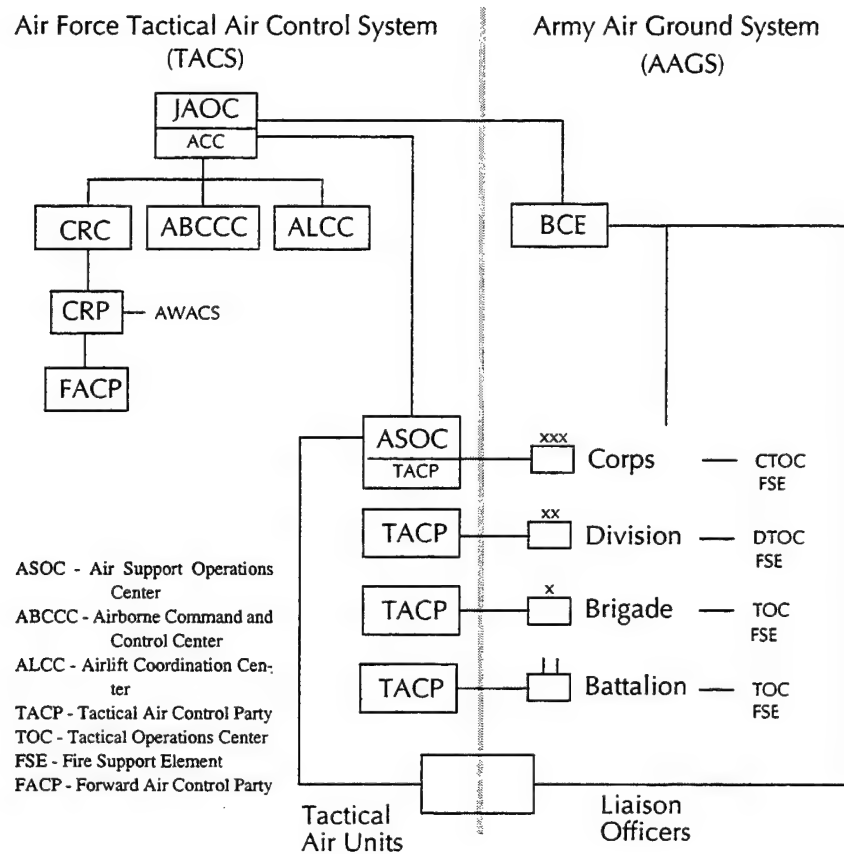 Air Force Tactical Air Control System
(TACS)
Army Air Ground System
(AAGS)
JAOC
ACC
CRC
ABCCC
ALCC
BCE
CRP
AWACS
FACP
ASOC
TACP
xxx
Corps
CTOC
FSE
TACP
xx
Division
DTOC
FSE
TACP
x
Brigade
TOC
FSE
TACP
| |
Battalion
TOC
FSE
ASOC - Air Support Operations
Center
ABCCC - Airborne Command and
Control Center
ALCC - Airlift Coordination Cen-
ter
TACP - Tactical Air Control Party
TOC - Tactical Operations Center
FSE - Fire Support Element
FACP - Forward Air Control Party
Tactical
Air Units
Liaison
Officers